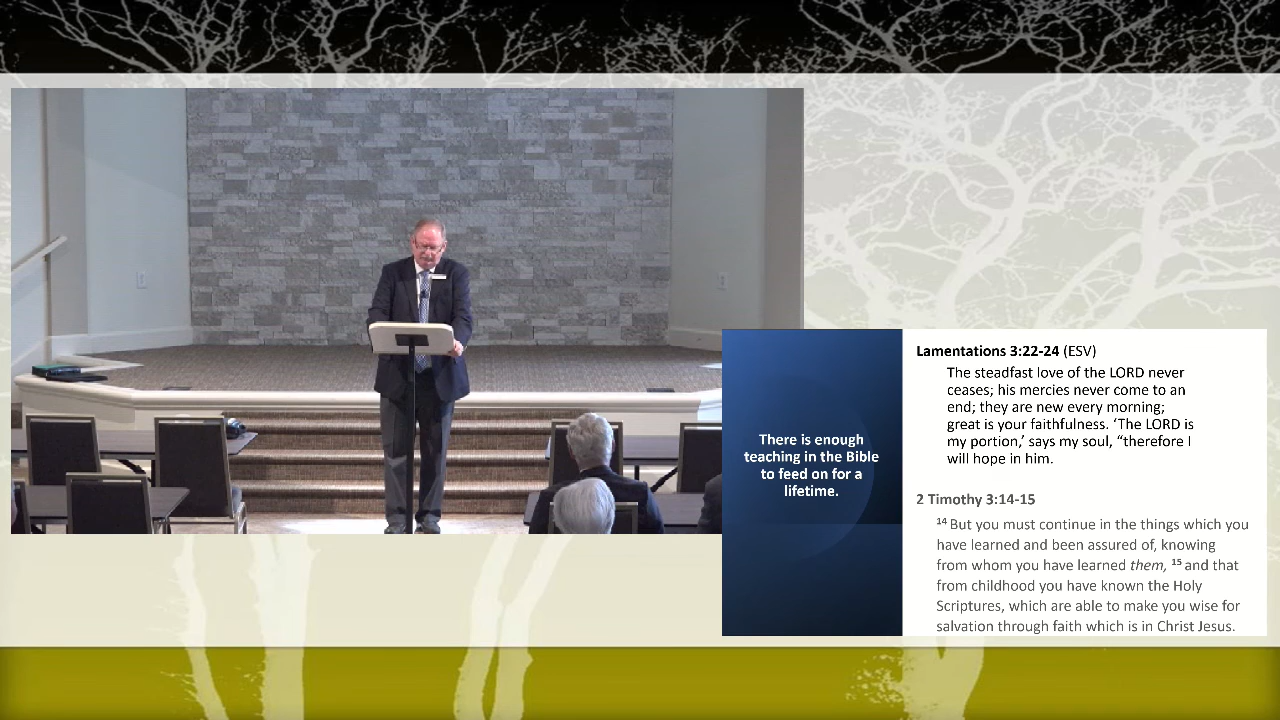 There is enough
teaching in the Bible
to feed on for a
lifetime.
Lamentations 3:22-24 (ESV)
The steadfast love of the LORD never
ceases; his mercies never come to an
end; they are new every morning;
great is your faithfulness. ‘The LORD is
my portion,’ says my soul, “therefore I
will hope in him.
2 Timothy 3:14-15
14 But you must continue in the things which you
have learned and been assured of, knowing
from whom you have learned them, 15 and that
from childhood you have known the Holy
Scriptures, which are able to make you wise for
salvation through faith which is in Christ Jesus.